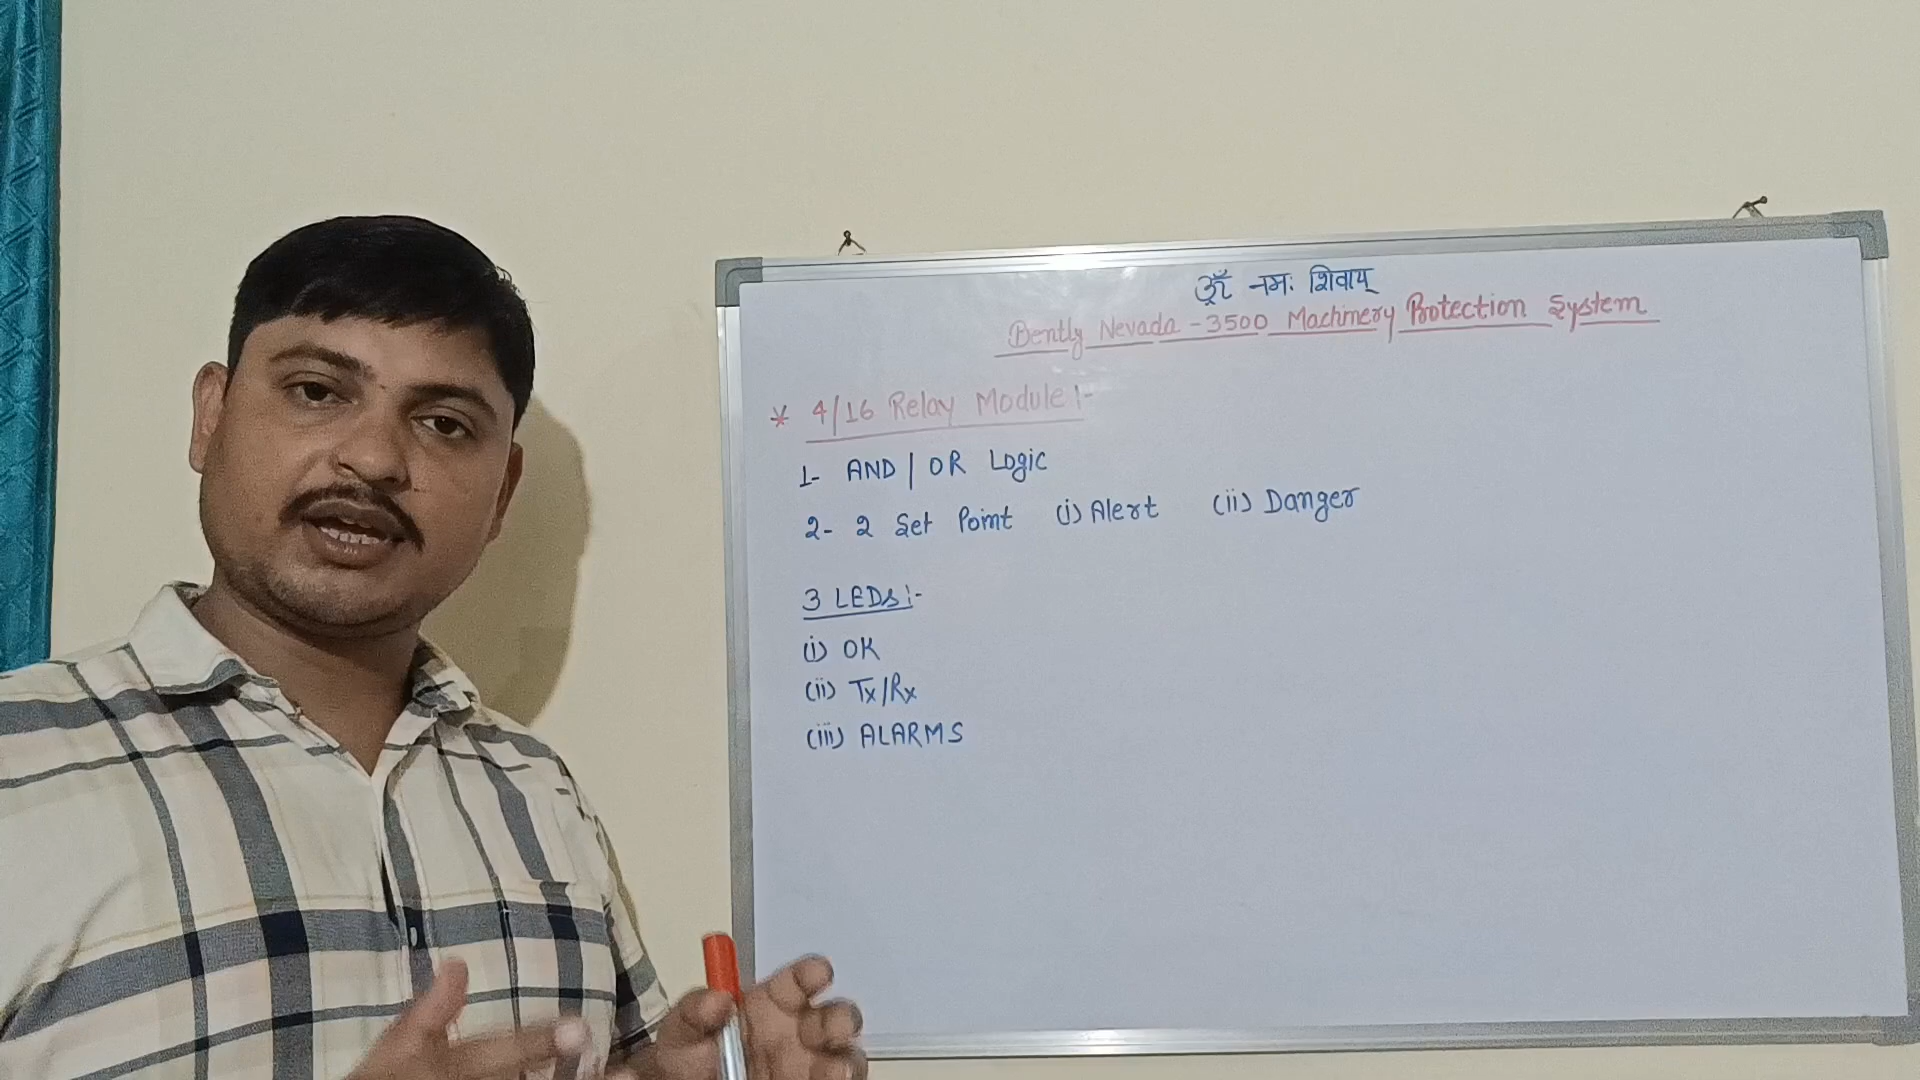 ॐ नमः शिवाय्
Bently Nevada - 3500 Machinery Protection System
* 4/16 Relay Module :-
1- AND / OR Logic
2- 2 Set Point (i) Alert (ii) Danger
3 LEDs :-
(i) OK
(ii) Tx/Rx
(iii) ALARMS